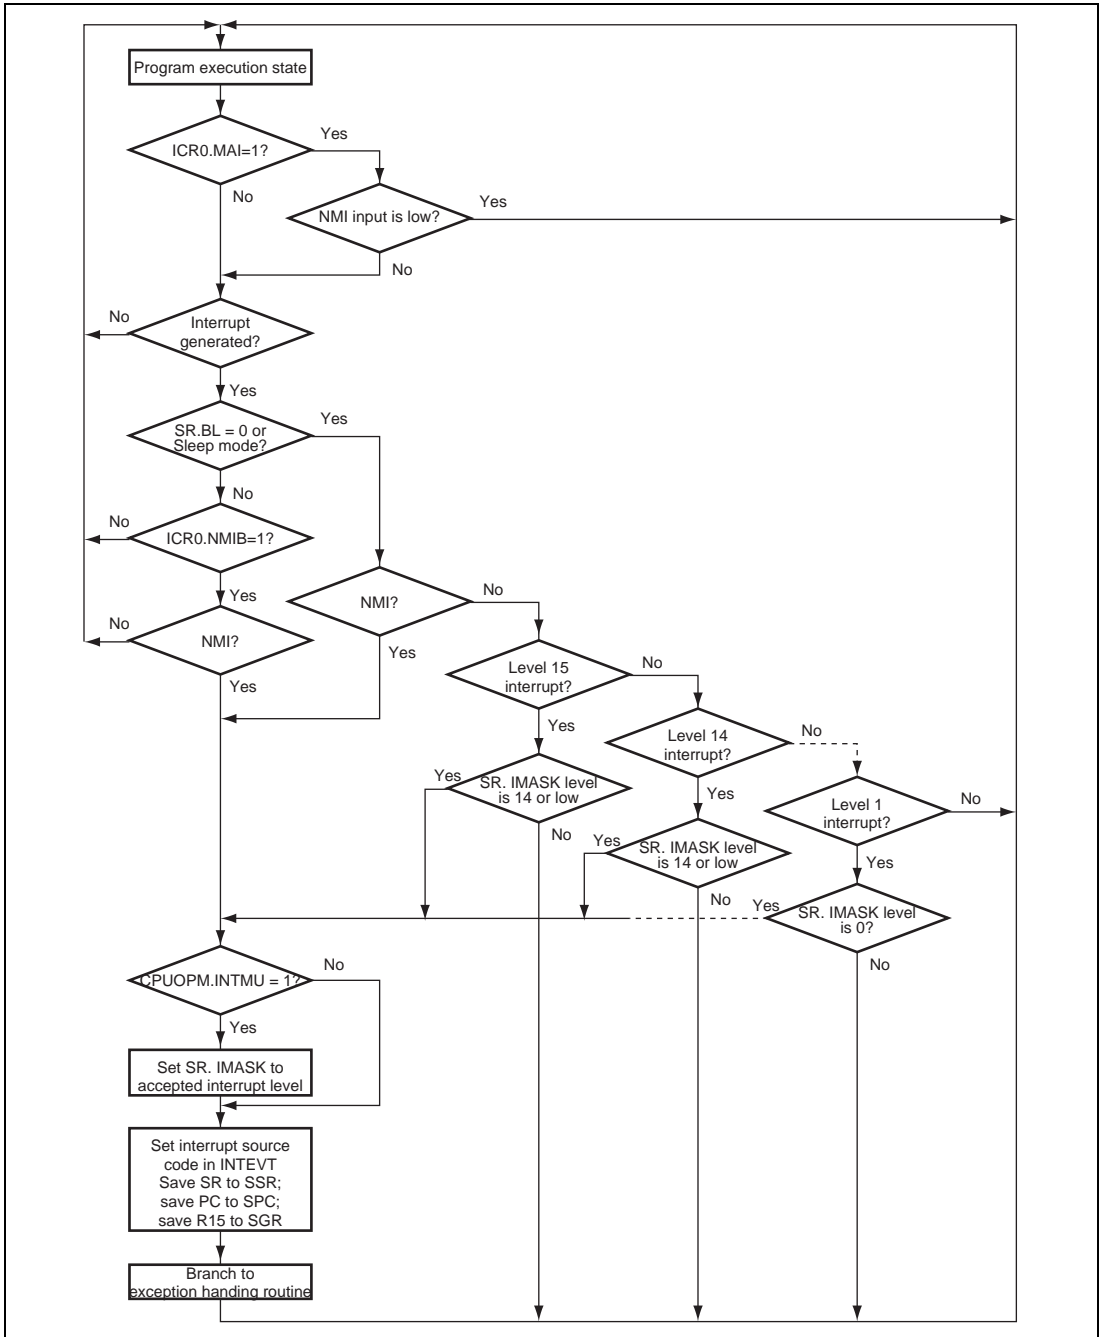 Program execution state
Yes
ICR0.MAI=1?
No
Yes
NMI input is low?
No
No
Interrupt
generated?
Yes
Yes
SR.BL = 0 or
Sleep mode?
No
No
ICR0.NMIB=1?
Yes
No
NMI?
Yes
NMI?
No
Yes
Level 15
interrupt?
No
Yes
Level 14
interrupt?
No
Yes
SR. IMASK level
is 14 or low
Yes
No
Level 1
interrupt?
No
Yes
SR. IMASK level
is 14 or low
Yes
No
Yes
SR. IMASK level
is 0?
No
CPUOPM.INTMU = 1?
No
Yes
Set SR. IMASK to
accepted interrupt level
Set interrupt source
code in INTEVT
Save SR to SSR;
save PC to SPC;
save R15 to SGR
Branch to
exception handing routine